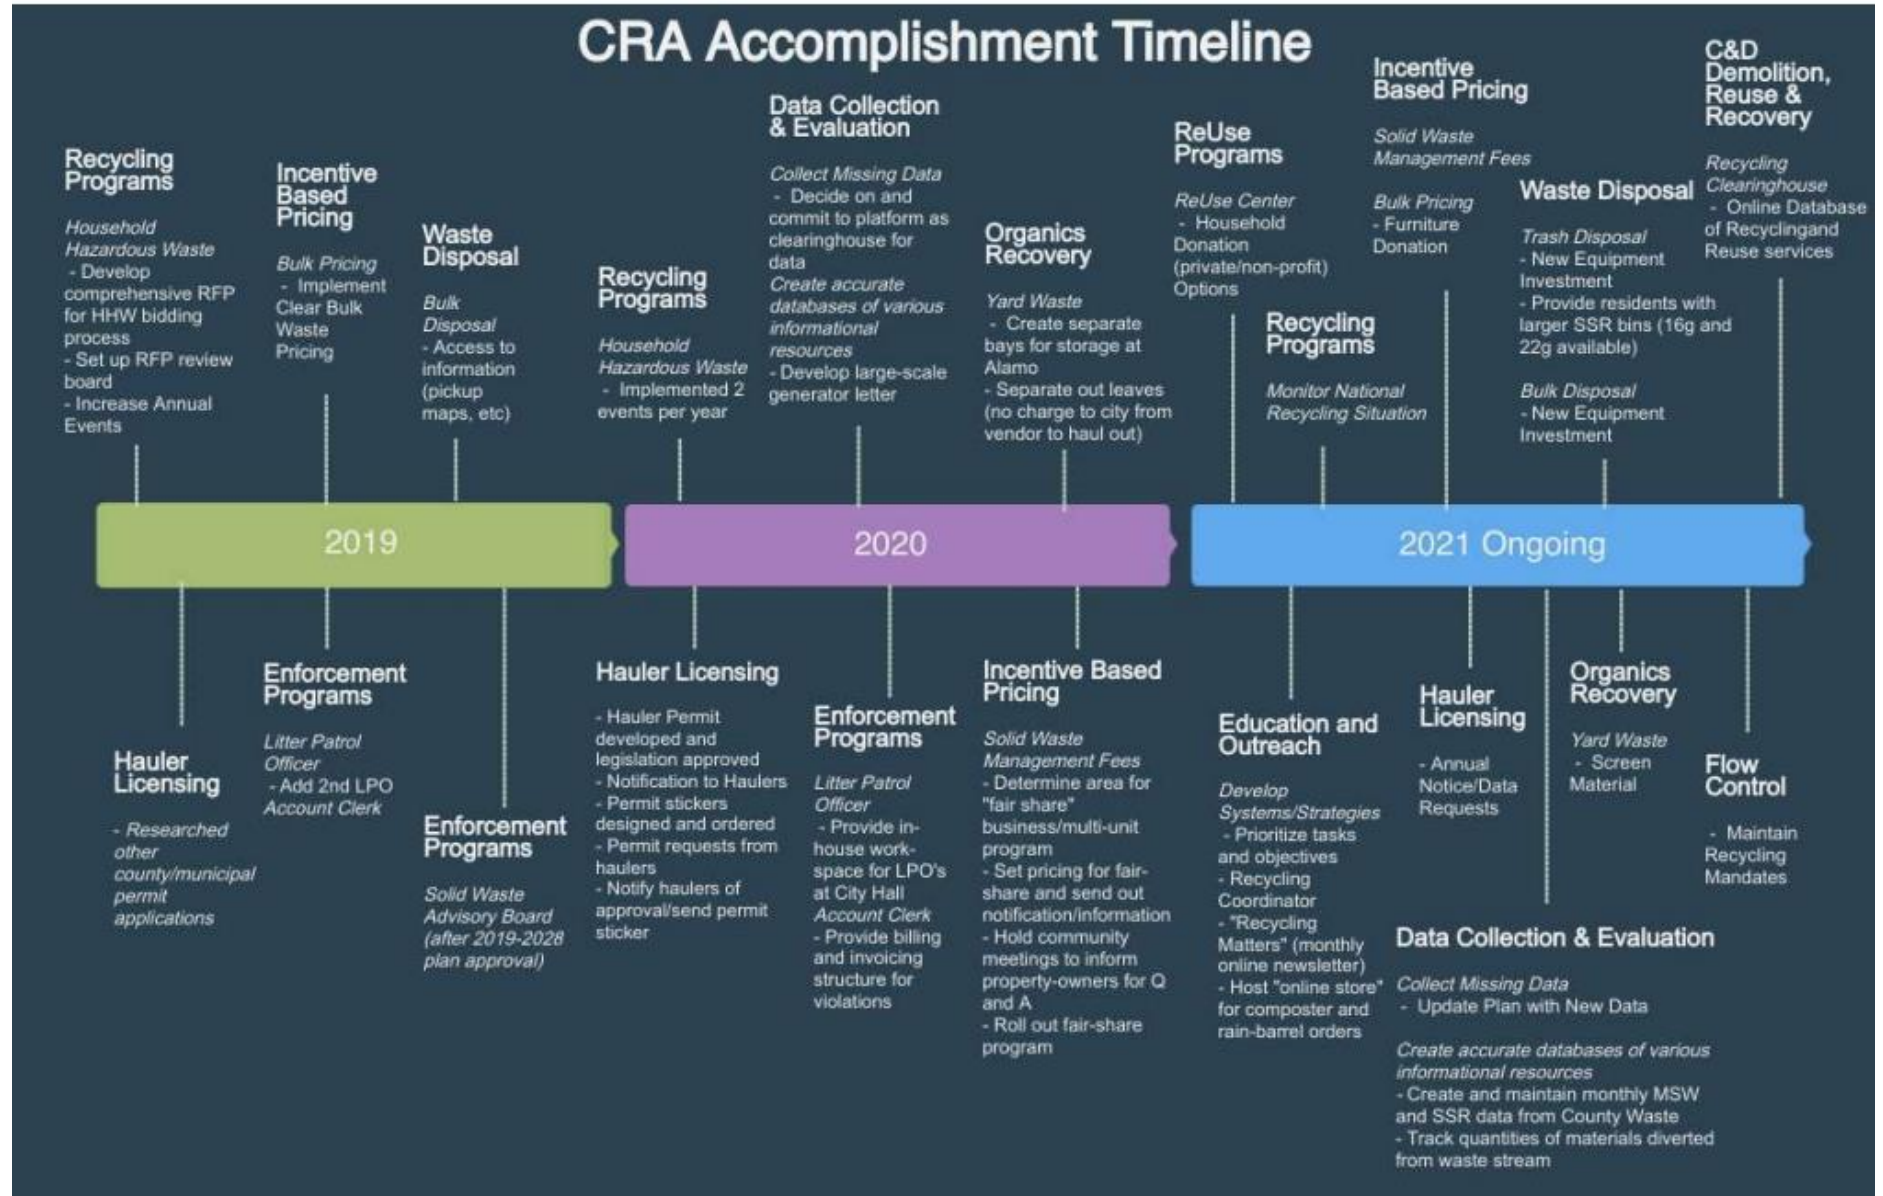 CRA Accomplishment Timeline
Recycling
Programs
Household
Hazardous Waste
- Develop
comprehensive RFP
for HHW bidding
process
- Set up RFP review
board
- Increase Annual
Events
Incentive
Based
Pricing
Bulk Pricing
- Implement
Clear Bulk
Waste
Pricing
Waste
Disposal
Bulk
Disposal
- Access to
information
(pickup
maps, etc)
Recycling
Programs
Household
Hazardous Waste
- Implemented 2
events per year
Data Collection
& Evaluation
Collect Missing Data
- Decide on and
commit to platform as
clearinghouse for
data
Create accurate
databases of various
informational
resources
- Develop large-scale
generator letter
Organics
Recovery
Yard Waste
- Create separate
bays for storage at
Alamo
- Separate out leaves
(no charge to city from
vendor to haul out)
ReUse
Programs
ReUse Center
- Household
Donation
(private/non-profit)
Options
Recycling
Programs
Monitor National
Recycling Situation
Incentive
Based Pricing
Solid Waste
Management Fees
Bulk Pricing
- Furniture
Donation
Waste Disposal
Trash Disposal
- New Equipment
Investment
- Provide residents with
larger SSR bins (16g and
22g available)
Bulk Disposal
- New Equipment
Investment
C&D
Demolition,
Reuse &
Recovery
Recycling
Clearinghouse
- Online Database
of Recyclingand
Reuse services
2019
2020
2021 Ongoing
Hauler
Licensing
- Researched
other
county/municipal
permit
applications
Enforcement
Programs
Litter Patrol
Officer
- Add 2nd LPO
Account Clerk
Enforcement
Programs
Solid Waste
Advisory Board
(after 2019-2028
plan approval)
Hauler Licensing
- Hauler Permit
developed and
legislation approved
- Notification to Haulers
- Permit stickers
designed and ordered
- Permit requests from
haulers
- Notify haulers of
approval/send permit
sticker
Enforcement
Programs
Litter Patrol
Officer
- Provide in-
house work-
space for LPO's
at City Hall
Account Clerk
- Provide billing
and invoicing
structure for
violations
Incentive Based
Pricing
Solid Waste
Management Fees
- Determine area for
"fair share"
business/multi-unit
program
- Set pricing for fair-
share and send out
notification/information
- Hold community
meetings to inform
property-owners for Q
and A
- Roll out fair-share
program
Education and
Outreach
Develop
Systems/Strategies
- Prioritize tasks
and objectives
- Recycling
Coordinator
- "Recycling
Matters" (monthly
online newsletter)
- Host "online store"
for composter and
rain-barrel orders
Hauler
Licensing
- Annual
Notice/Data
Requests
Data Collection & Evaluation
Collect Missing Data
- Update Plan with New Data
Create accurate databases of various
informational resources
- Create and maintain monthly MSW
and SSR data from County Waste
- Track quantities of materials diverted
from waste stream
Organics
Recovery
Yard Waste
- Screen
Material
Flow
Control
- Maintain
Recycling
Mandates